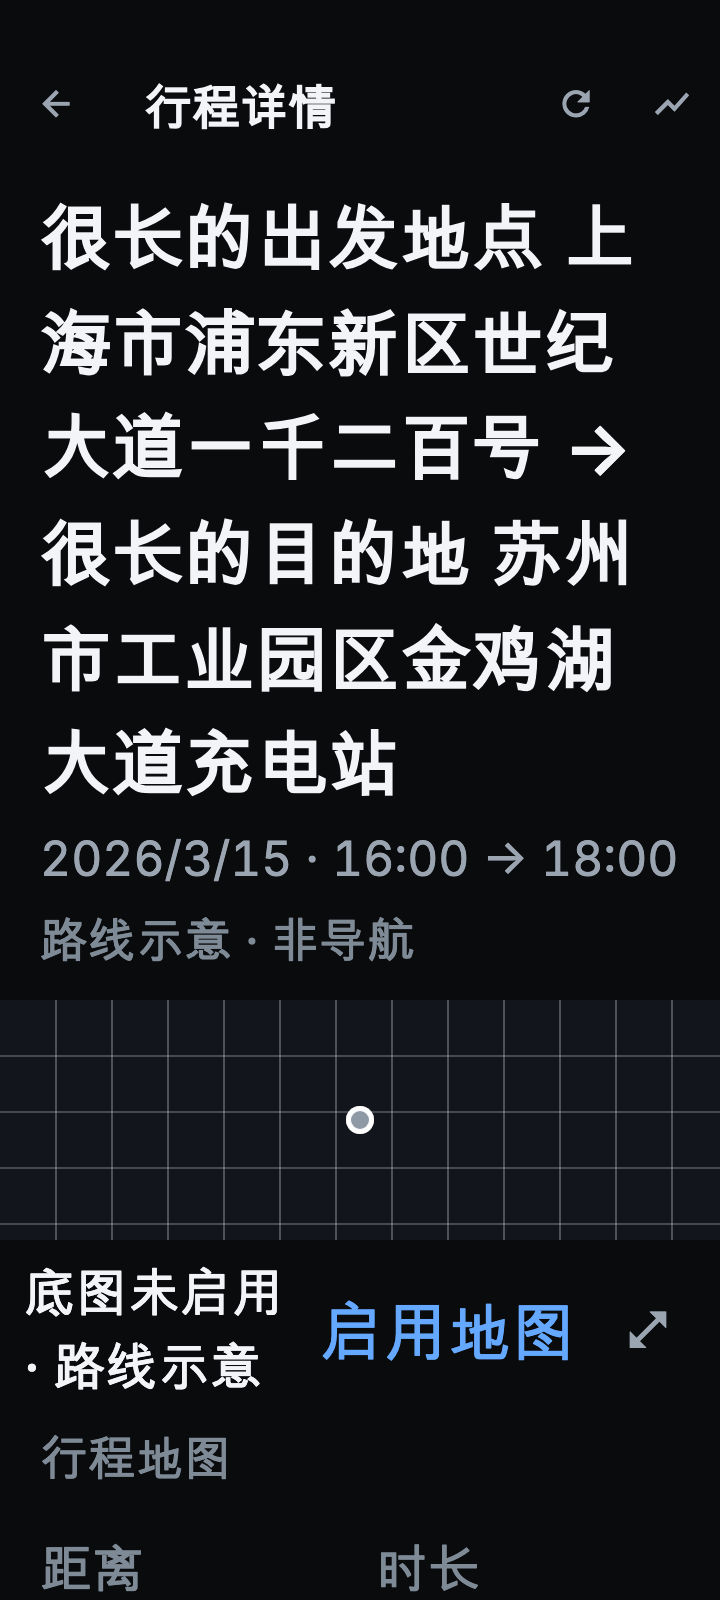 行程详情
很长的出发地点 上
海市浦东新区世纪
大道一千二百号 →
很长的目的地 苏州
市工业园区金鸡湖
大道充电站
2026/3/15 · 16:00 → 18:00
路线示意 · 非导航
底图未启用
· 路线示意
启用地图
行程地图
距离 时长